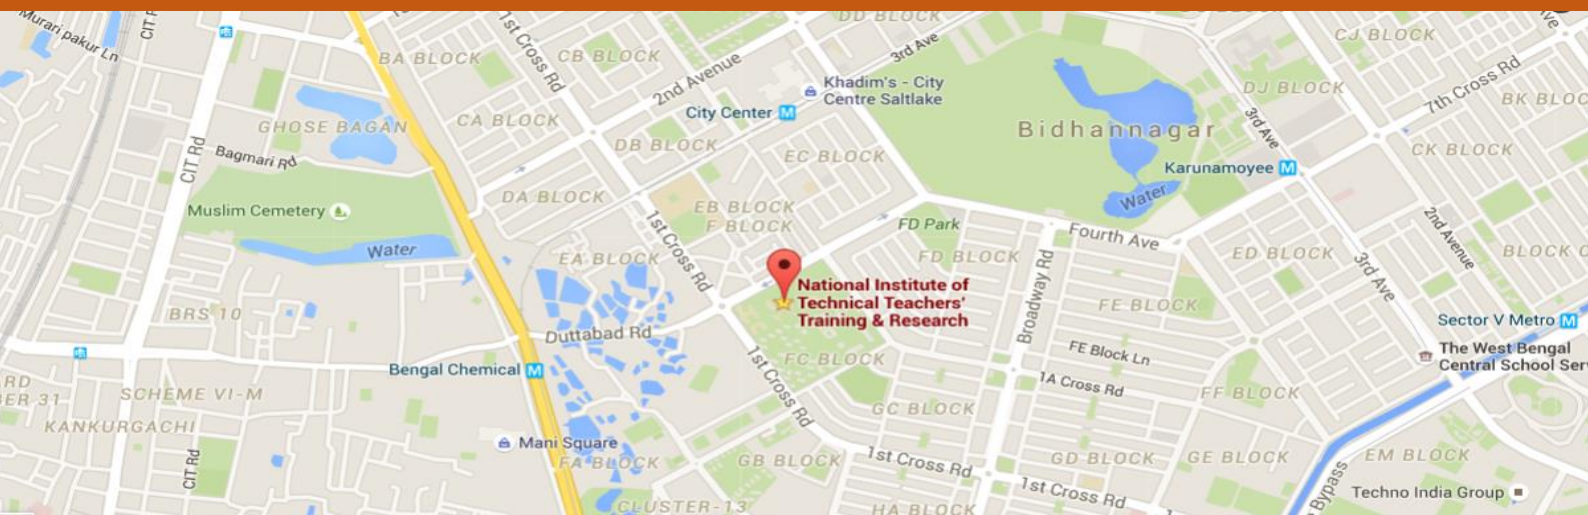 Murari pakur Ln
CIT R
1st Cross Rd
DD BLOCK
3rd Ave
CJ BLOCK
BA BLOCK
CB BLOCK
2nd Avenue
Khadim's - City
Centre Saltlake
DJ BLOCK
7th Cross Rd
BK BLOC
City Center
GHOSE BAGAN
CA BLOCK
DB BLOCK
Bidhannagar
3rd Ave
CIT Rd
Bagmari Rd
EC BLOCK
Karunamoyee
CK BLOCK
Muslim Cemetery
DA BLOCK
EB BLOCK
F BLOCK
Water
2nd Avenue
Water
1st Cross Rd
FD Park
Fourth Ave
EA BLOCK
FD BLOCK
ED BLOCK
3rd Ave
BLOCK C
National Institute of
Technical Teachers'
Training & Research
Broadway Rd
FE BLOCK
BRS 10
Duttabad Rd
Sector V Metro
Bengal Chemical
1st Cross Rd
FC BLOCK
FE Block Ln
The West Bengal
Central School Ser
RD
ER 31
SCHEME VI-M
1A Cross Rd
FF BLOCK
KANKURGACHI
GC BLOCK
Mani Square
FA BLOCK
GB BLOCK
1st Cross Rd
GD BLOCK
GE BLOCK
EM BLOCK
CIT Rd
1st Cross Rd
Bypass
Techno India Group
CLUSTER-13
HA BLOCK